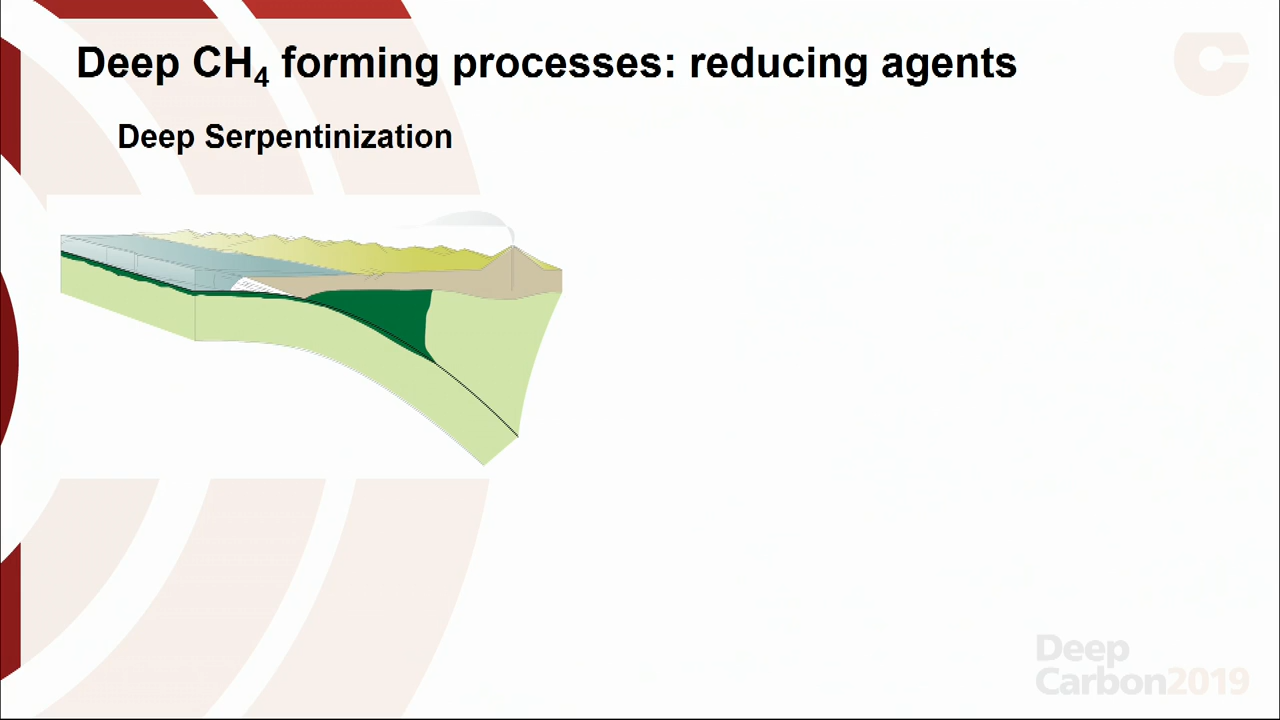 Deep CH₄ forming processes: reducing agents
Deep Serpentinization
Deep
Carbon2019